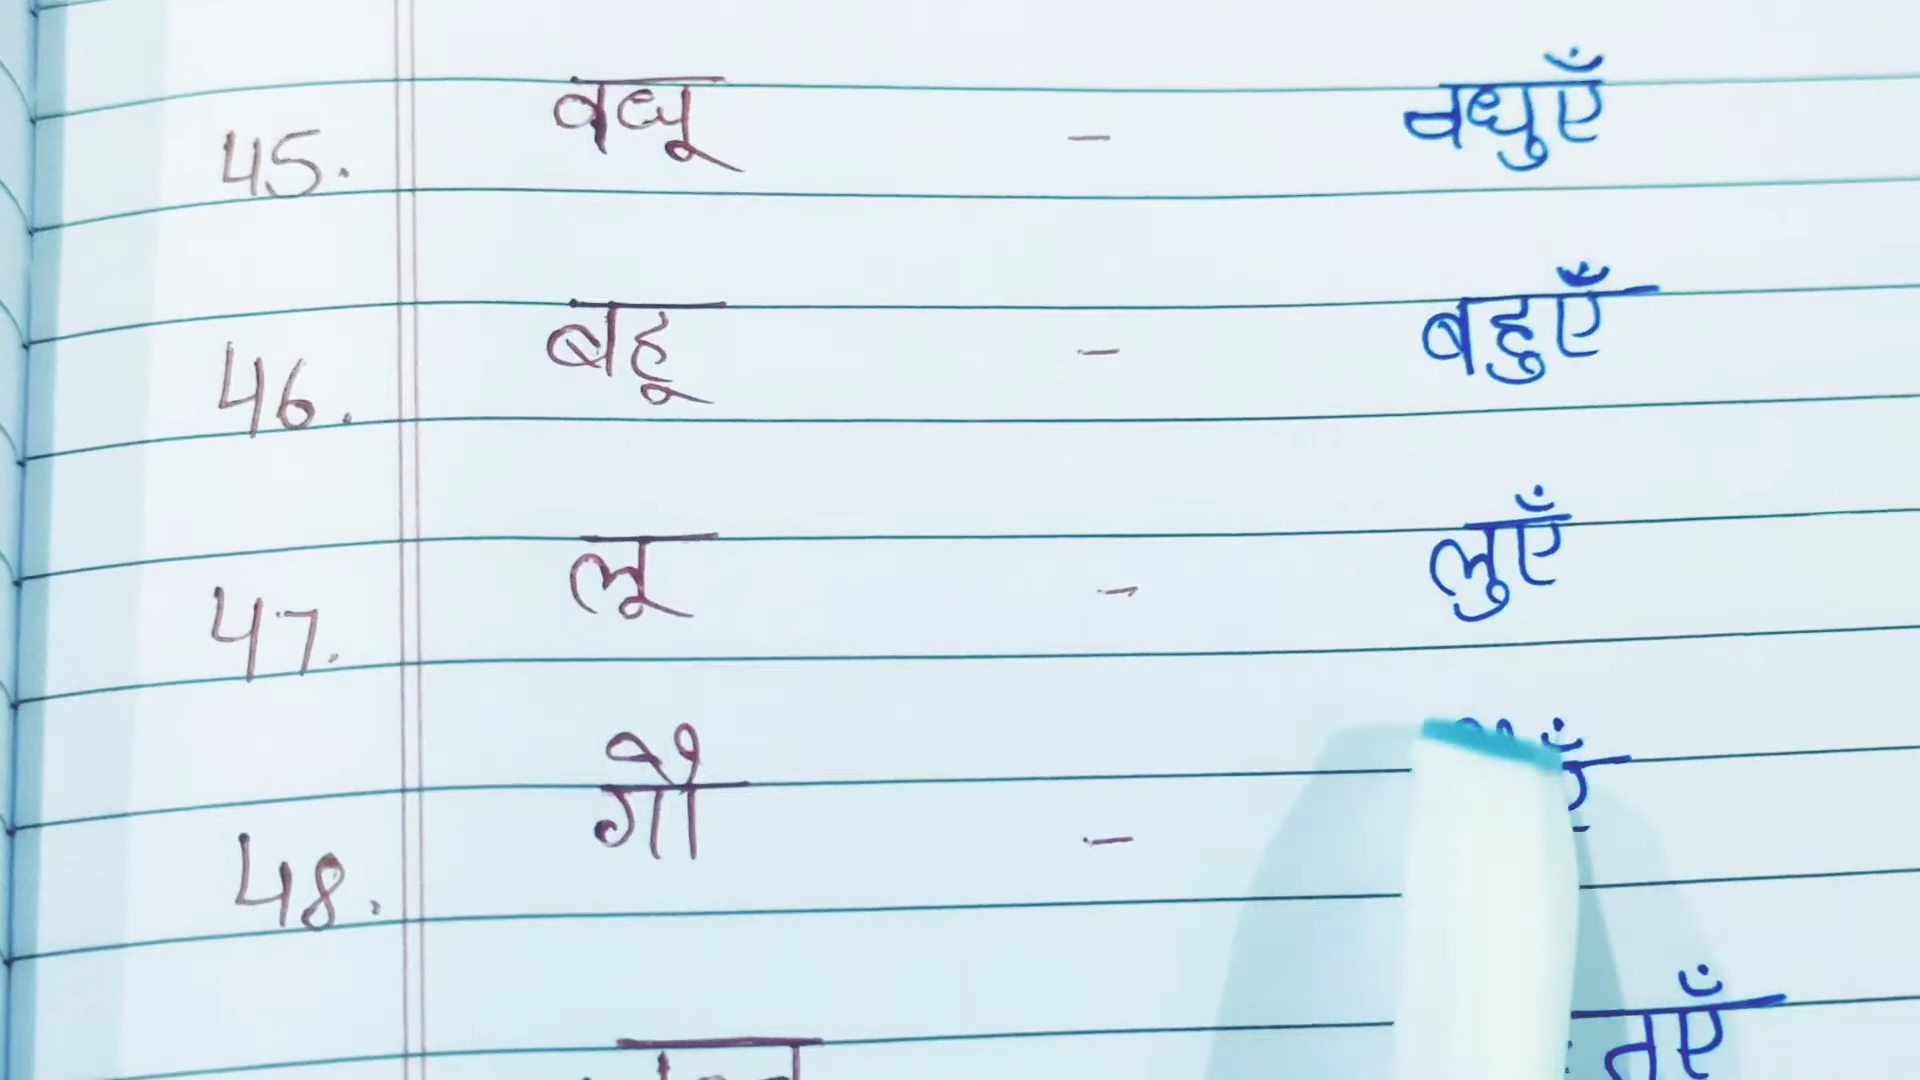 45. वधू - वधुएँ
46. बहू - बहुएँ
47. लू - लुएँ
48. गौ -